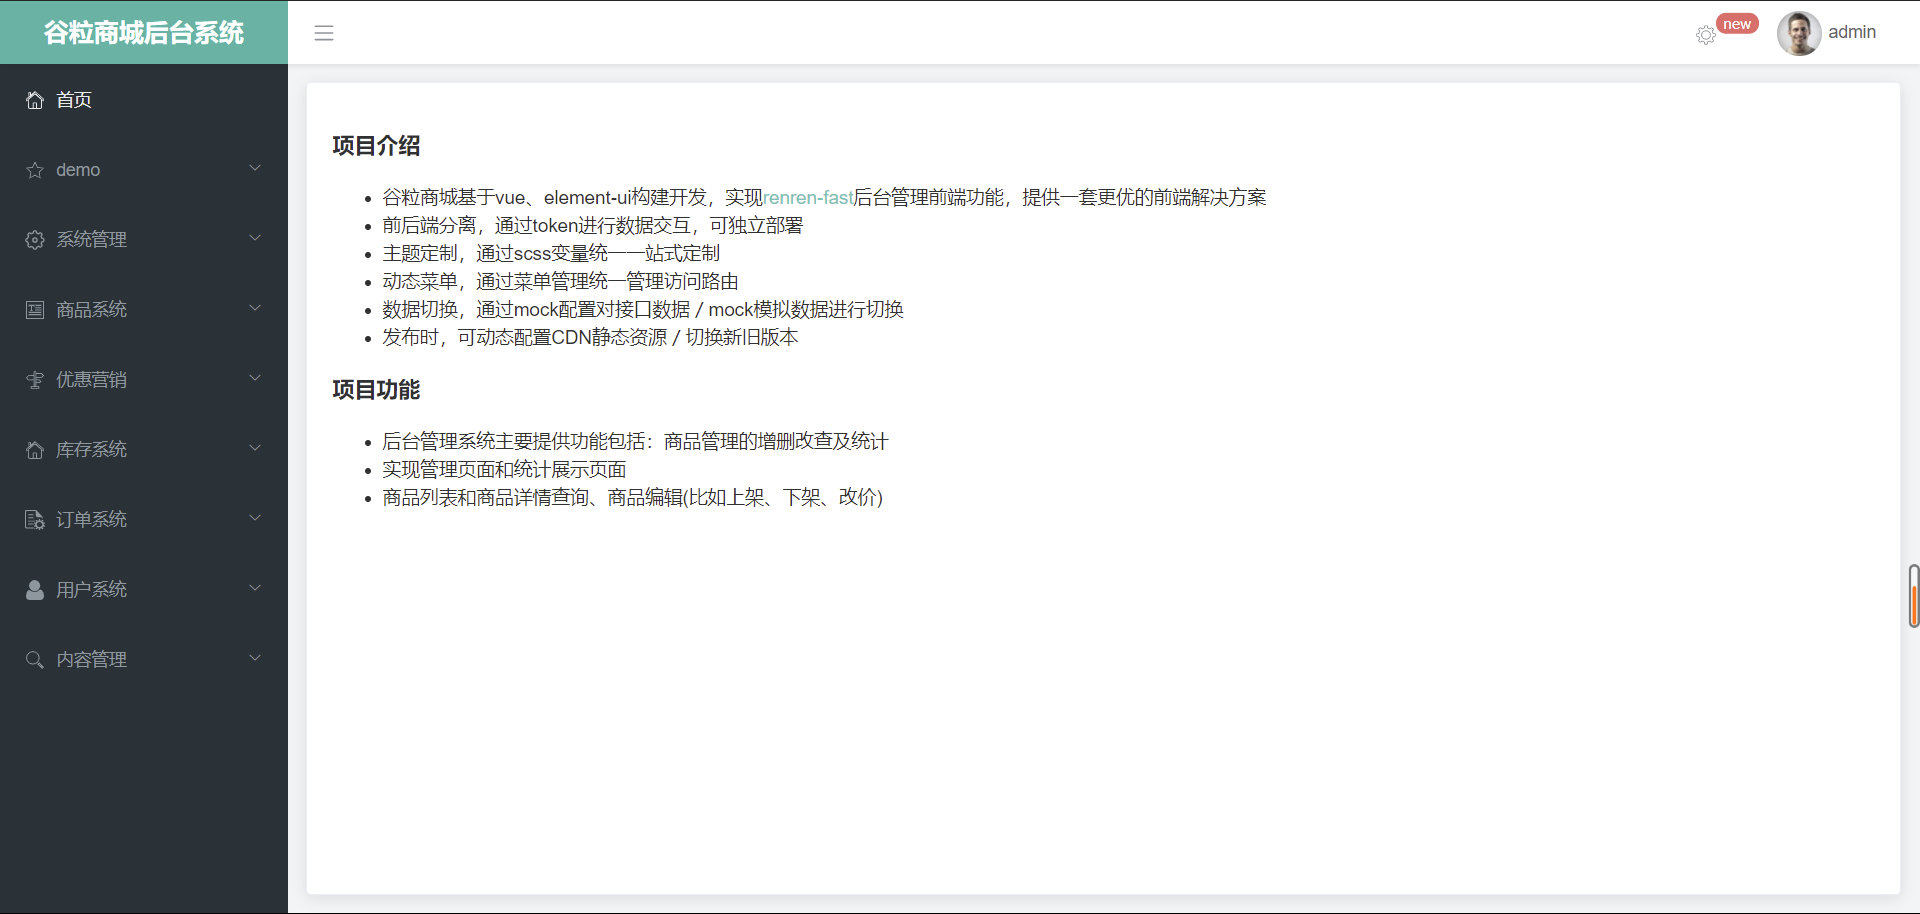 谷粒商城后台系统
new
admin
首页
demo
系统管理
商品系统
优惠营销
库存系统
订单系统
用户系统
内容管理
项目介绍
谷粒商城基于vue、element-ui构建开发，实现renren-fast后台管理前端功能，提供一套更优的前端解决方案
前后端分离，通过token进行数据交互，可独立部署
主题定制，通过scss变量统一一站式定制
动态菜单，通过菜单管理统一管理访问路由
数据切换，通过mock配置对接口数据／mock模拟数据进行切换
发布时，可动态配置CDN静态资源／切换新旧版本
项目功能
后台管理系统主要提供功能包括：商品管理的增删改查及统计
实现管理页面和统计展示页面
商品列表和商品详情查询、商品编辑(比如上架、下架、改价)